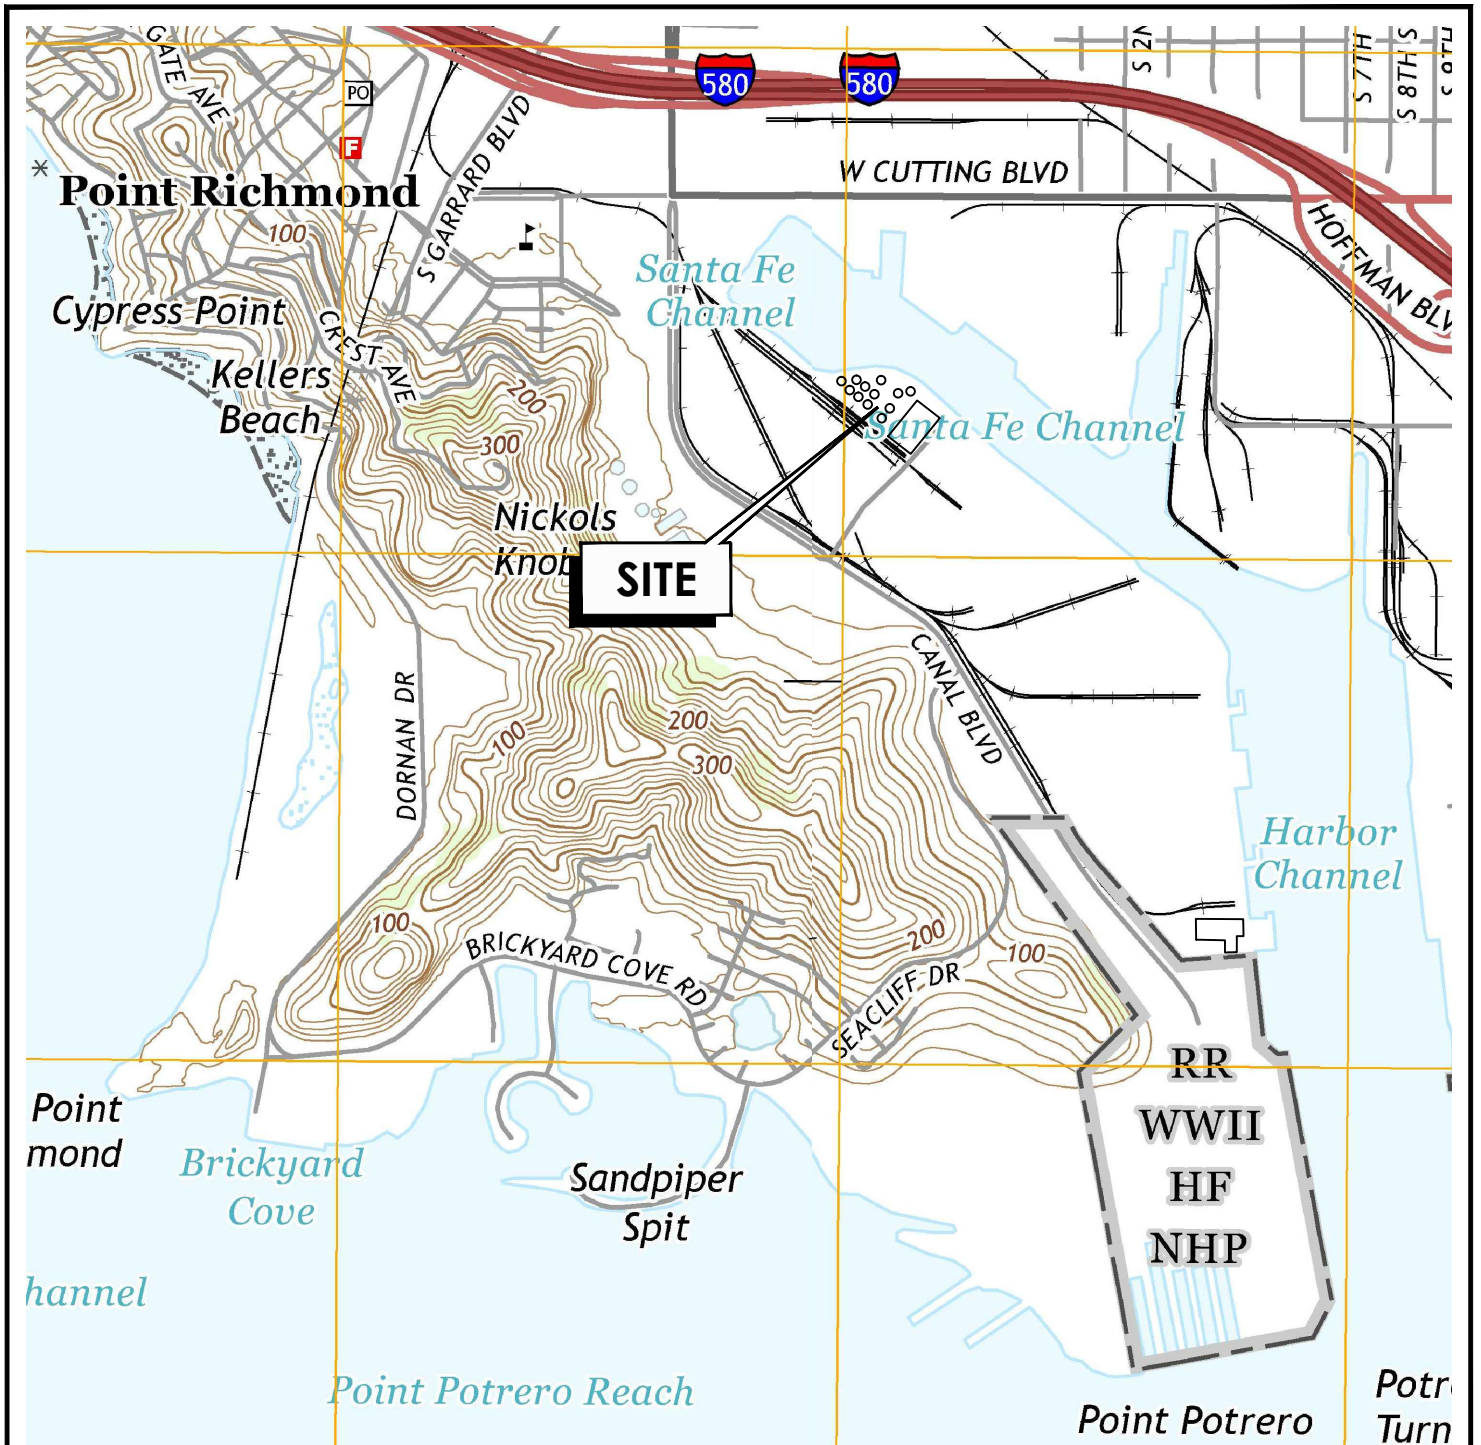 GATE AVE
PO
F
580
580
S 2N
S 7TH
S 8TH S
S GARRARD BLVD
W CUTTING BLVD
Point Richmond
100
HOFFMAN BLV
Santa Fe
Channel
Cypress Point
CREST AVE
Kellers
Beach
200
300
Santa Fe Channel
Nickols
Knob
SITE
CANAL BLVD
DORNAN DR
100
200
300
Harbor
Channel
100
BRICKYARD COVE RD
200
SEACLIFF DR
100
RR
WWII
HF
NHP
Point
mond
Brickyard
Cove
Sandpiper
Spit
hannel
Point Potrero Reach
Point Potrero
Potr
Turn